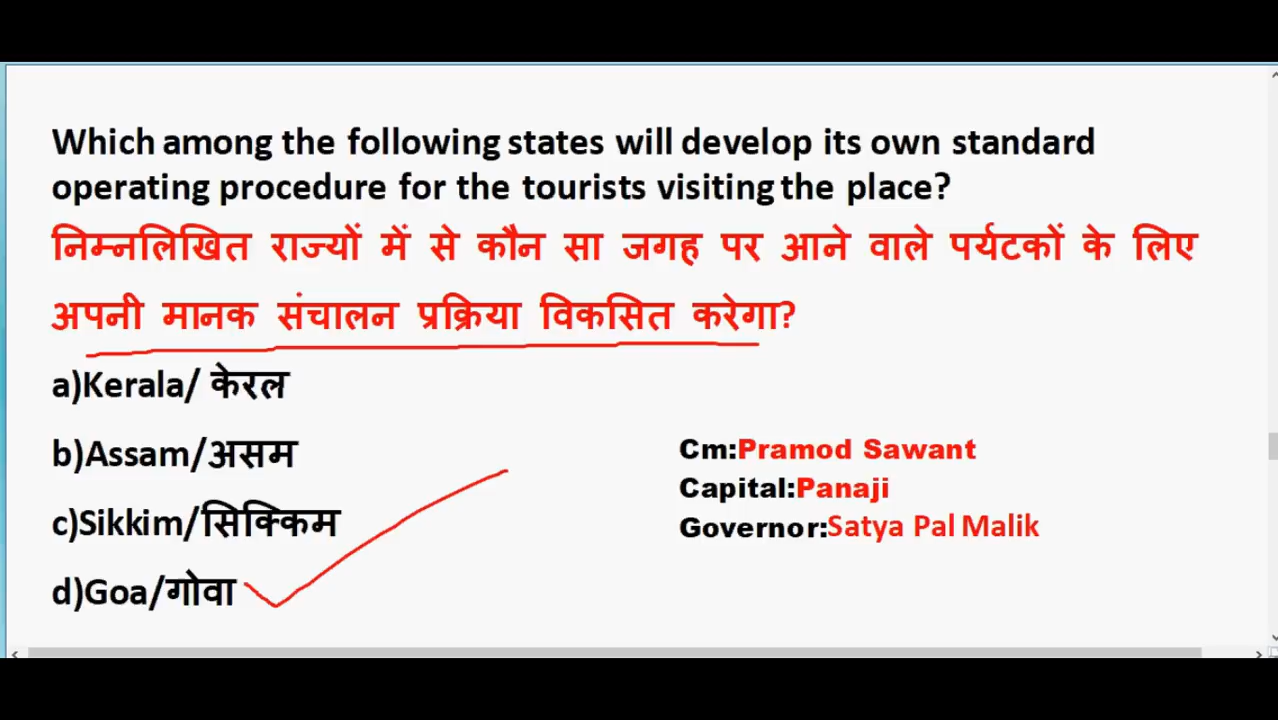 Which among the following states will develop its own standard
operating procedure for the tourists visiting the place?
निम्नलिखित राज्यों में से कौन सा जगह पर आने वाले पर्यटकों के लिए
अपनी मानक संचालन प्रक्रिया विकसित करेगा?
a)Kerala/ केरल
b)Assam/असम
c)Sikkim/सिक्किम
d)Goa/गोवा
Cm:Pramod Sawant
Capital:Panaji
Governor:Satya Pal Malik